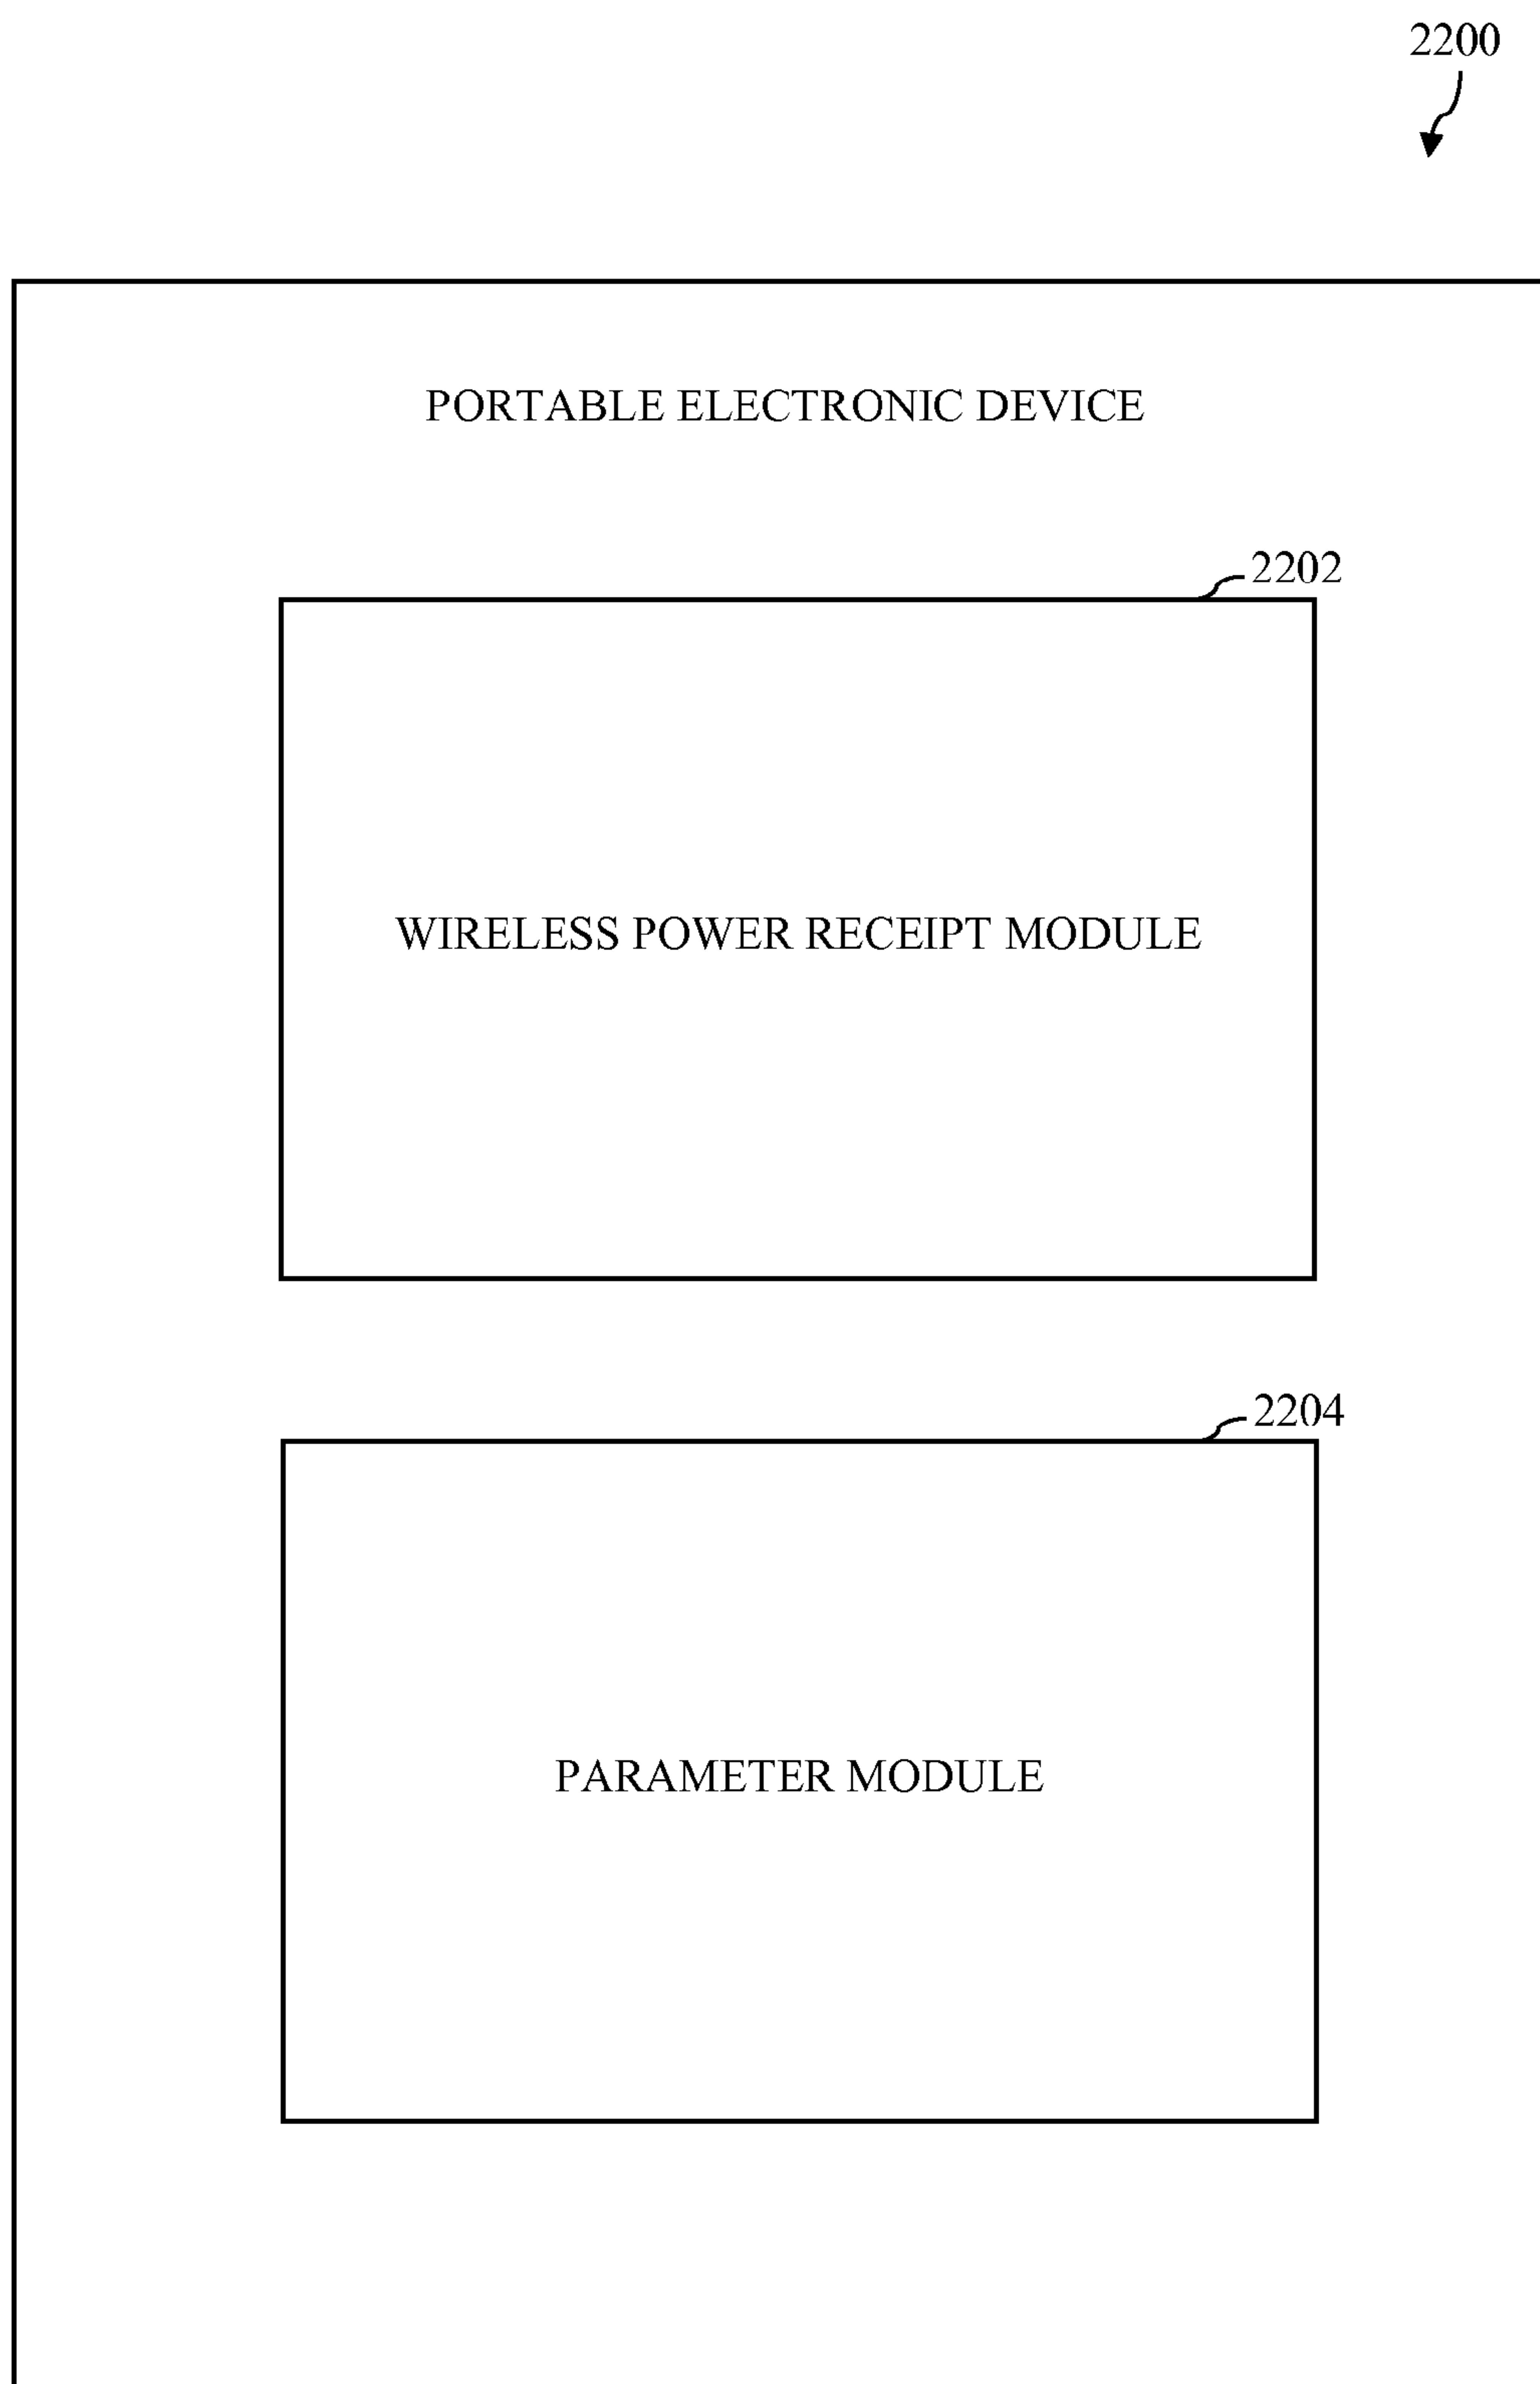 2200
PORTABLE ELECTRONIC DEVICE
2202
WIRELESS POWER RECEIPT MODULE
2204
PARAMETER MODULE